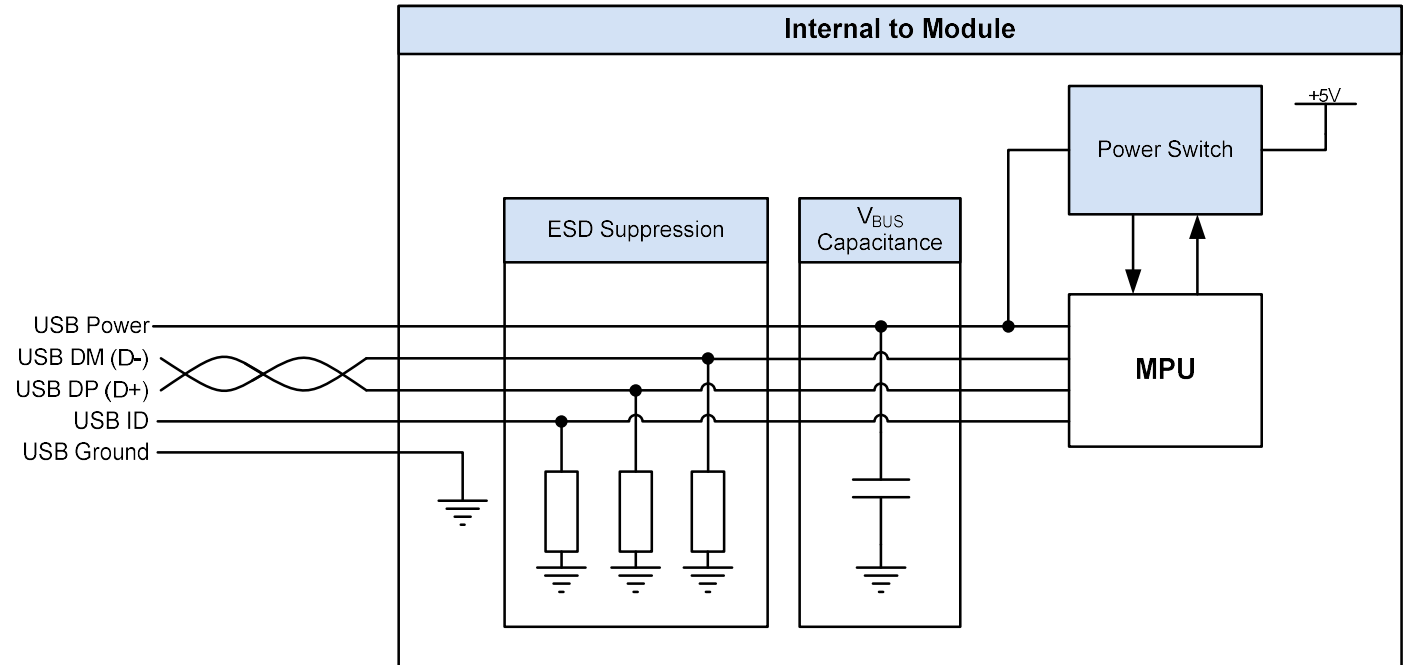 Internal to Module
+5V
Power Switch
ESD Suppression
VBUS
Capacitance
USB Power
USB DM (D-)
USB DP (D+)
USB ID
USB Ground
MPU